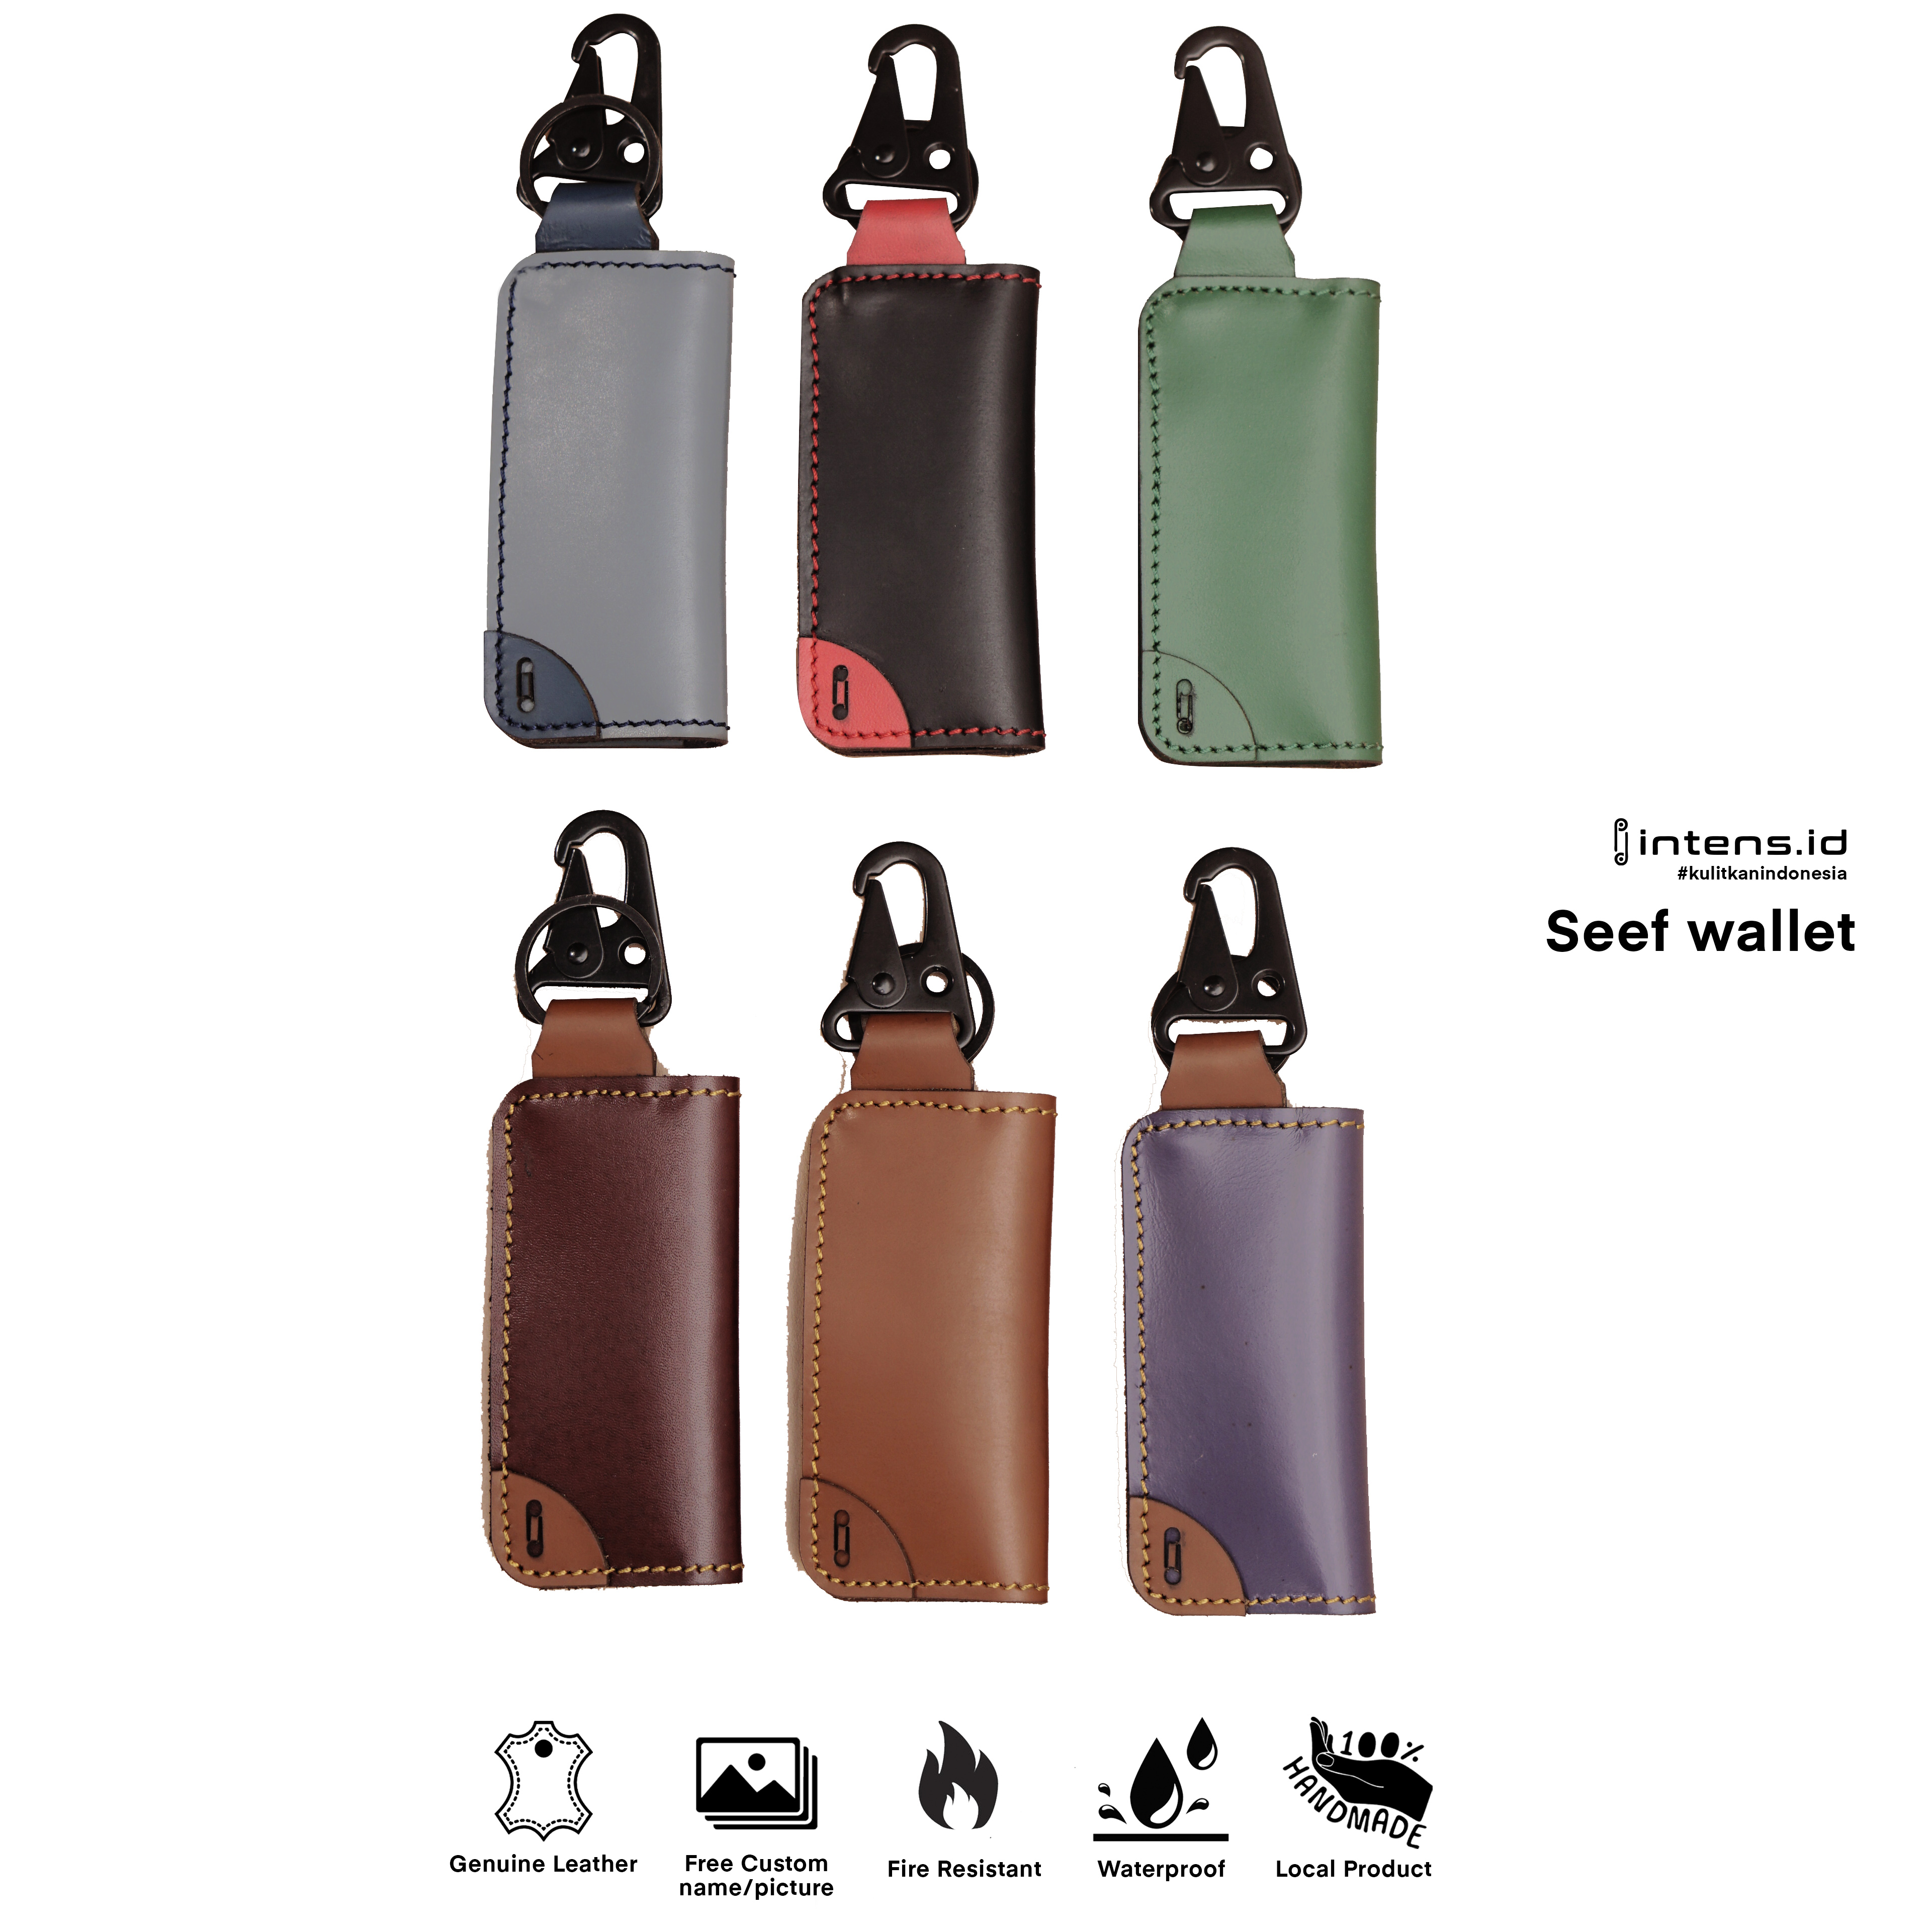 intens.id
#kulitkanindonesia
Seef wallet
100%
HANDMADE
Genuine Leather
Free Custom
name/picture
Fire Resistant
Waterproof
Local Product